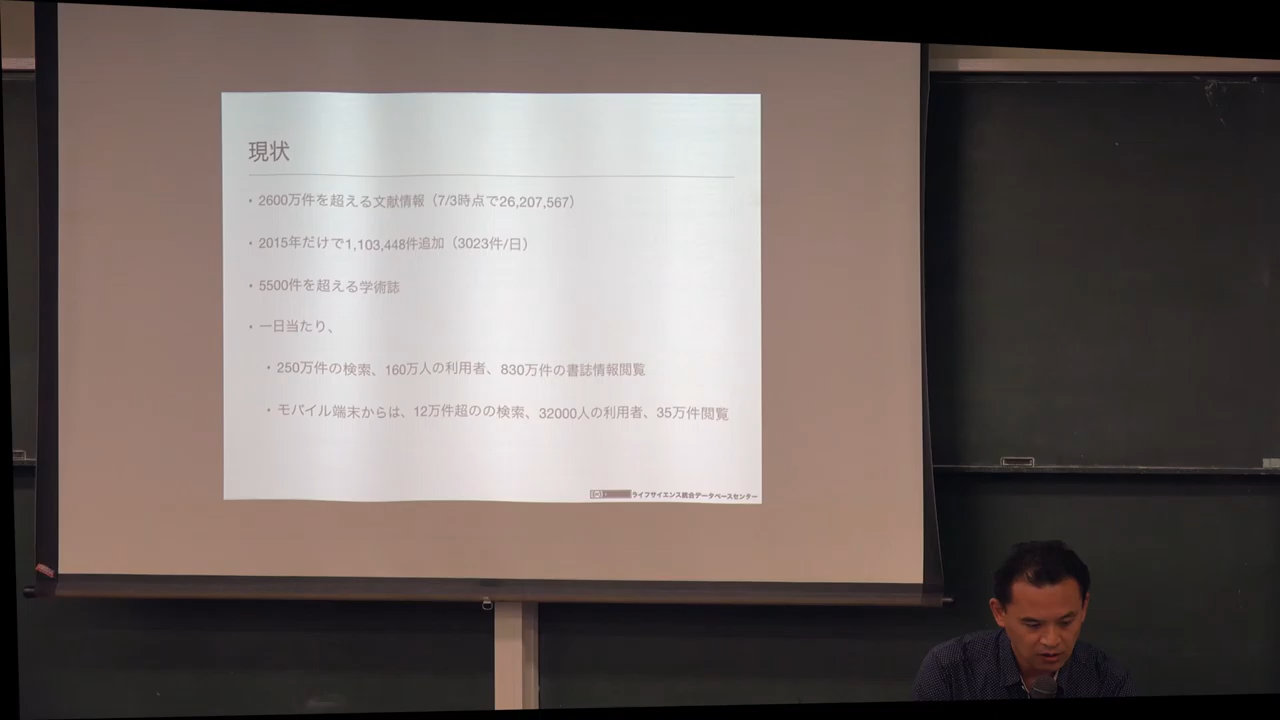 現状
・2600万件を超える文献情報（7/3時点で26,207,567）
・2015年だけで1,103,448件追加（3023件/日）
・5500件を超える学術誌
・一日当たり、
・250万件の検索、160万人の利用者、830万件の書誌情報閲覧
・モバイル端末からは、12万件超のの検索、32000人の利用者、35万件閲覧
ライフサイエンス統合データベースセンター